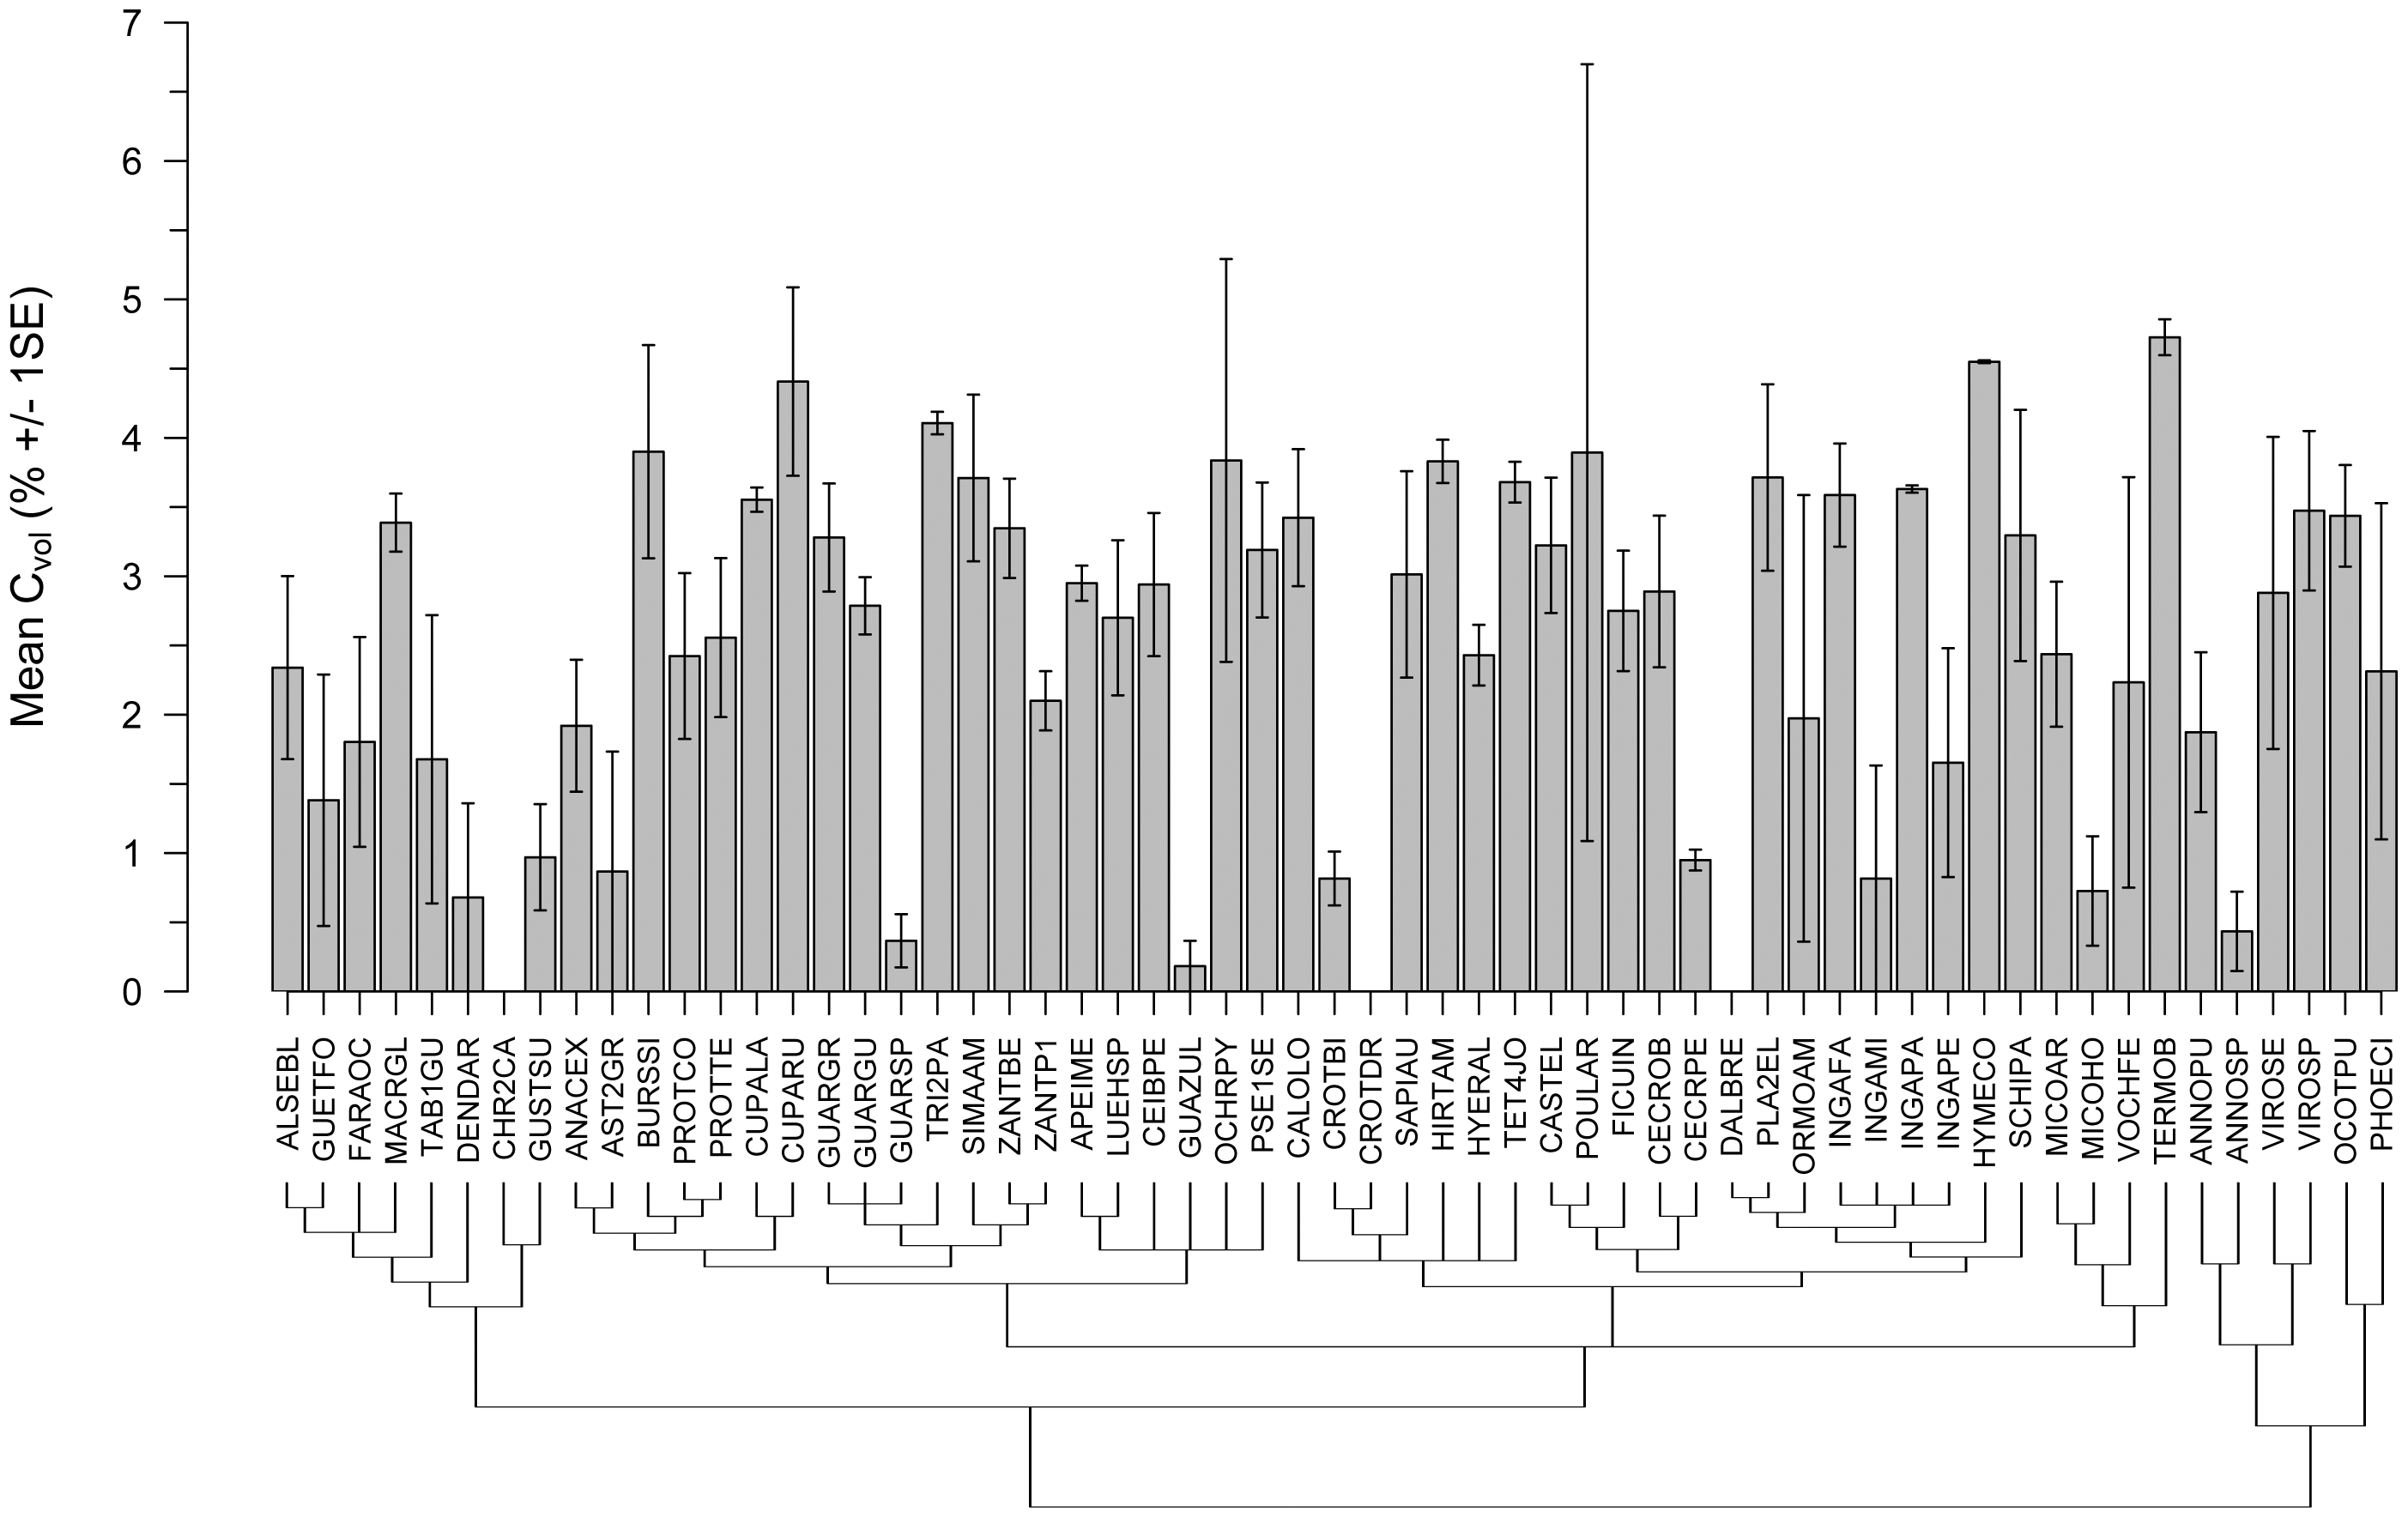 7
6
5
4
3
2
1
0
Mean Cvol (% +/- 1SE)
ALSEBL
GUETFO
FARAOC
MACRGL
TAB1GU
DENDAR
CHR2CA
GUSTSU
ANACEX
AST2GR
BURSSI
PROTCO
PROTTE
CUPALA
CUPARU
GUARGR
GUARGU
GUARSP
TRI2PA
SIMAAM
ZANTBE
ZANTP1
APEIME
LUEHSP
CEIBPE
GUAZUL
OCHRPY
PSE1SE
CALOLO
CROTBI
CROTDR
SAPIAU
HIRTAM
HYERAL
TET4JO
CASTEL
POULAR
FICUIN
CECROB
CECRPE
DALBRE
PLA2EL
ORMOAM
INGAFA
INGAMI
INGAPA
INGAPE
HYMECO
SCHIPA
MICOAR
MICOHO
VOCHFE
TERMOB
ANNOPU
ANNOSP
VIROSE
VIROSP
OCOTPU
PHOECI